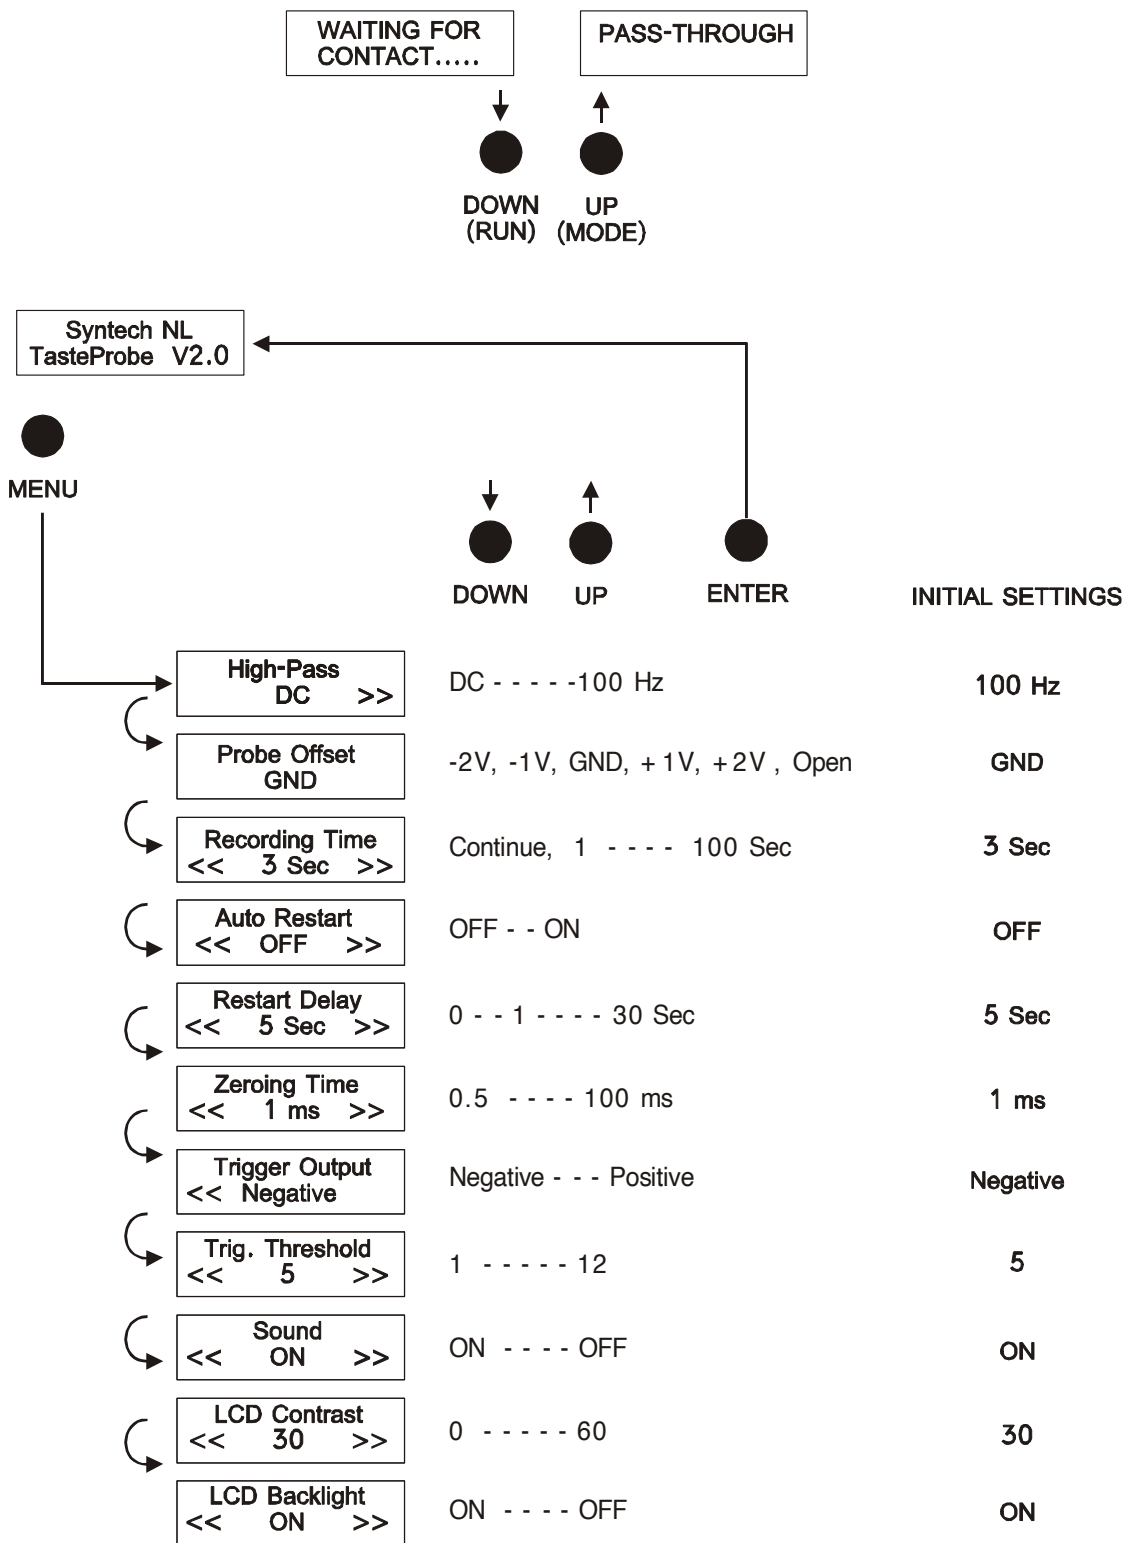 WAITING FOR
CONTACT.....
PASS-THROUGH
DOWN
(RUN)
UP
(MODE)
Syntech NL
TasteProbe V2.0
MENU
DOWN
UP
ENTER
INITIAL SETTINGS
High-Pass
DC >>
DC - - - - -100 Hz
100 Hz
Probe Offset
GND
-2V, -1V, GND, +1V, +2V , Open
GND
Recording Time
<< 3 Sec >>
Continue, 1 - - - - 100 Sec
3 Sec
Auto Restart
<< OFF >>
OFF - - ON
OFF
Restart Delay
<< 5 Sec >>
0 - - 1 - - - - 30 Sec
5 Sec
Zeroing Time
<< 1 ms >>
0.5 - - - - 100 ms
1 ms
Trigger Output
<< Negative
Negative - - - Positive
Negative
Trig. Threshold
<< 5 >>
1 - - - - - 12
5
Sound
<< ON >>
ON - - - - OFF
ON
LCD Contrast
<< 30 >>
0 - - - - - 60
30
LCD Backlight
<< ON >>
ON - - - - OFF
ON